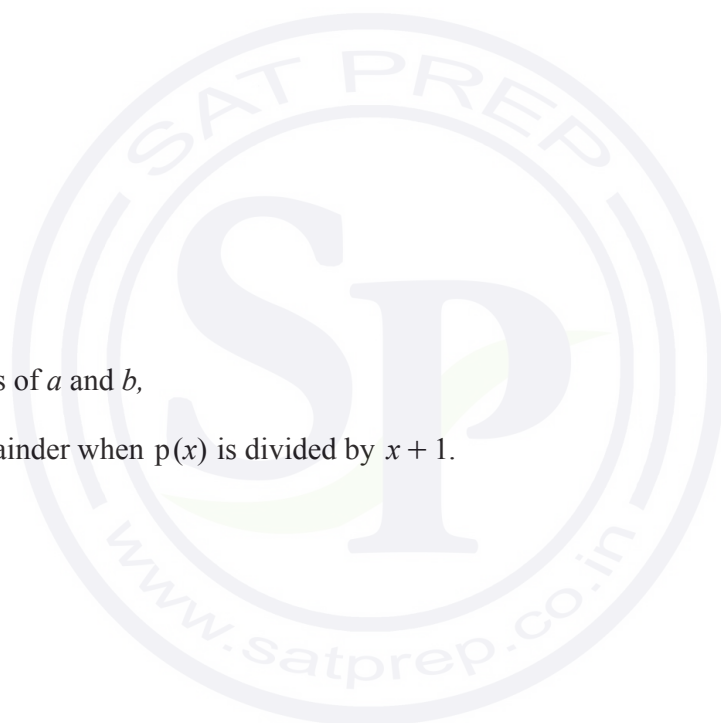 SAT PREP
SP
s of a and b,
ainder when p(x) is divided by x + 1.
www.satprep.co.in